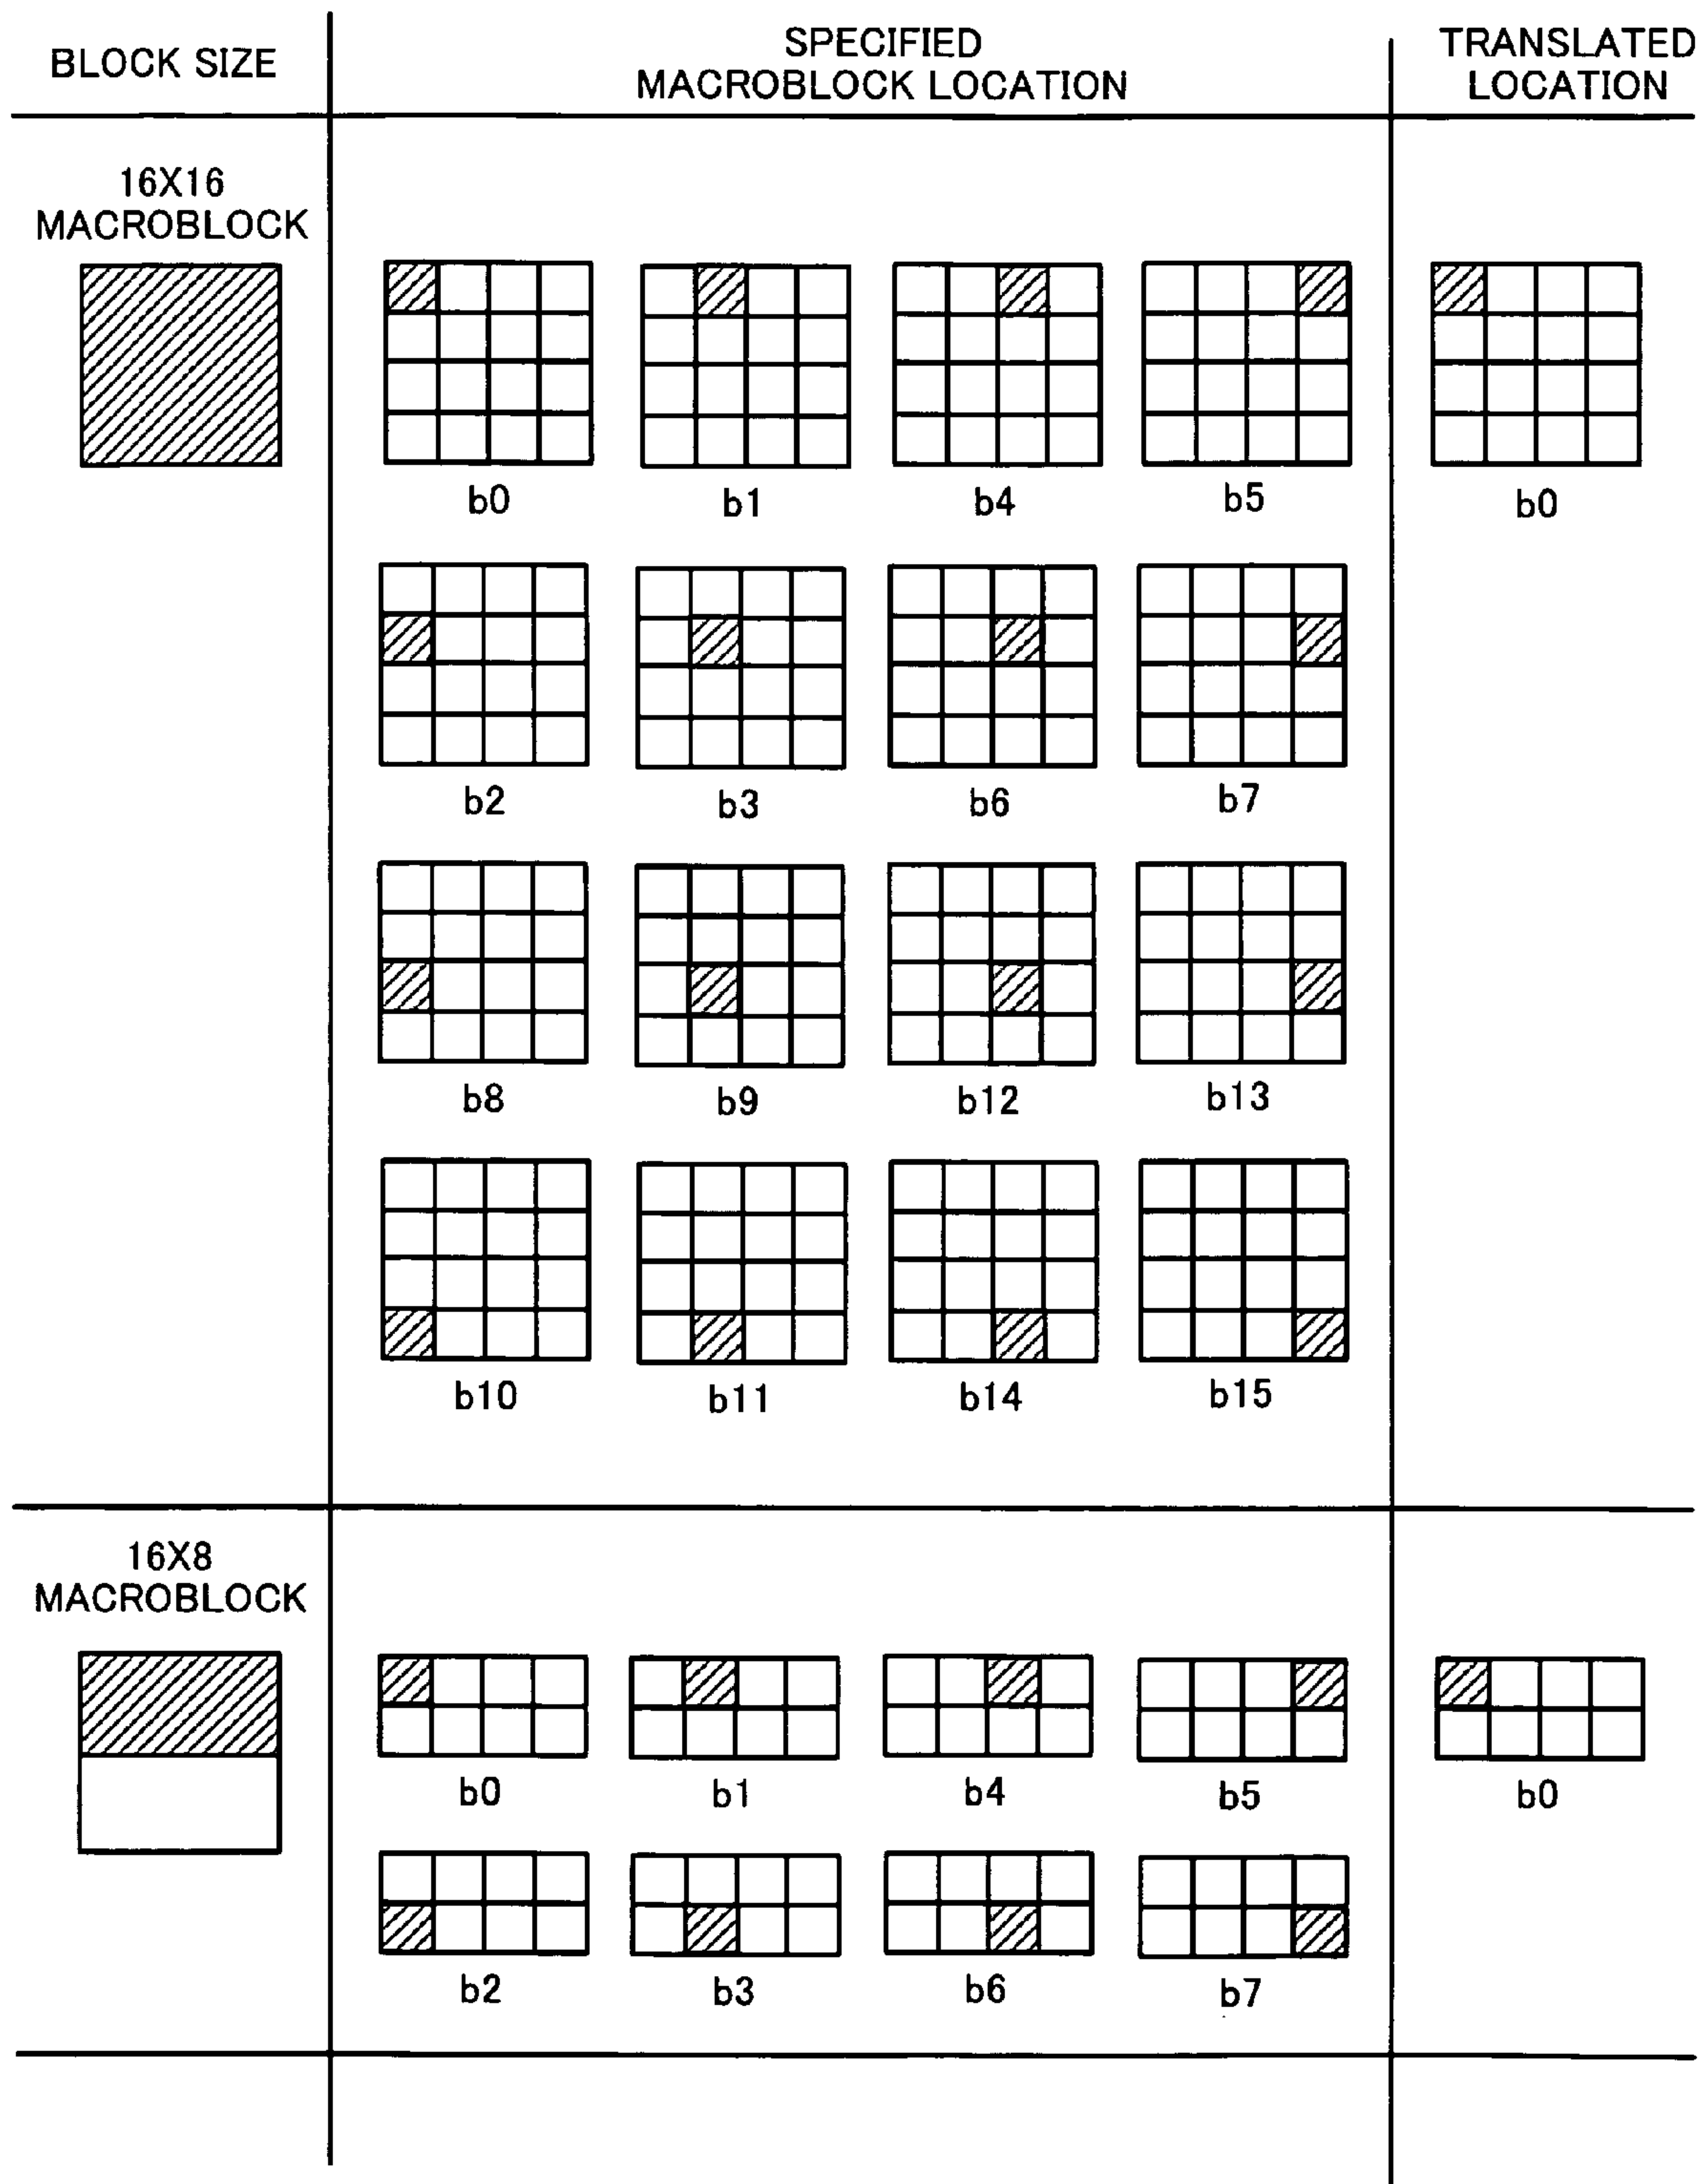 BLOCK SIZE
SPECIFIED
MACROBLOCK LOCATION
TRANSLATED
LOCATION
16X16
MACROBLOCK
b0 b1 b4 b5 b0
b2 b3 b6 b7
b8 b9 b12 b13
b10 b11 b14 b15
16X8
MACROBLOCK
b0 b1 b4 b5 b0
b2 b3 b6 b7